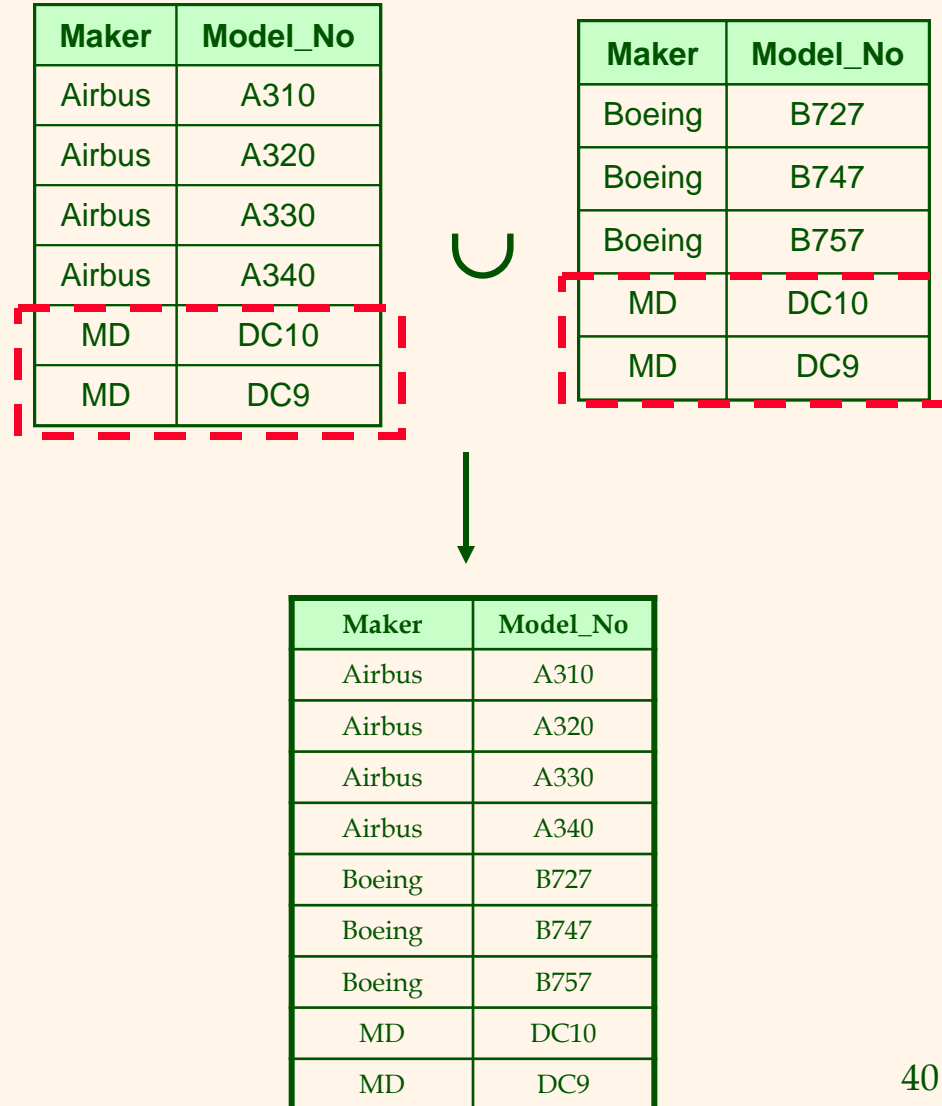 Maker Model_No
Airbus A310
Airbus A320
Airbus A330
Airbus A340
MD DC10
MD DC9
∪
Maker Model_No
Boeing B727
Boeing B747
Boeing B757
MD DC10
MD DC9
Maker Model_No
Airbus A310
Airbus A320
Airbus A330
Airbus A340
Boeing B727
Boeing B747
Boeing B757
MD DC10
MD DC9
40